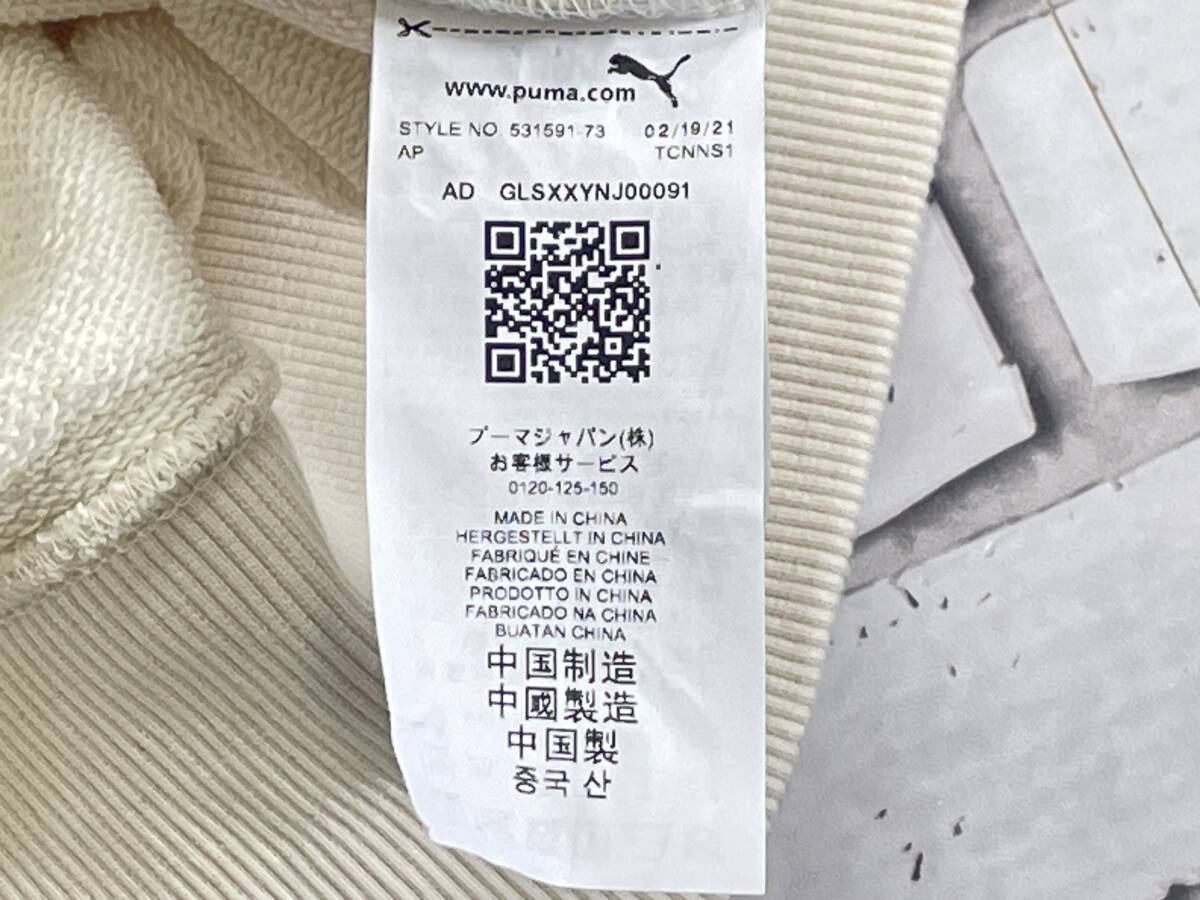 www.puma.com
STYLE NO. 531591-73 02/19/21
AP TCNNS1
AD GLSXXYNJ00091
プーマジャパン(株)
お客様サービス
0120-125-150
MADE IN CHINA
HERGESTELLT IN CHINA
FABRIQUÉ EN CHINE
FABRICADO EN CHINA
PRODOTTO IN CHINA
FABRICADO NA CHINA
BUATAN CHINA
中国制造
中國製造
中国製
중국 산